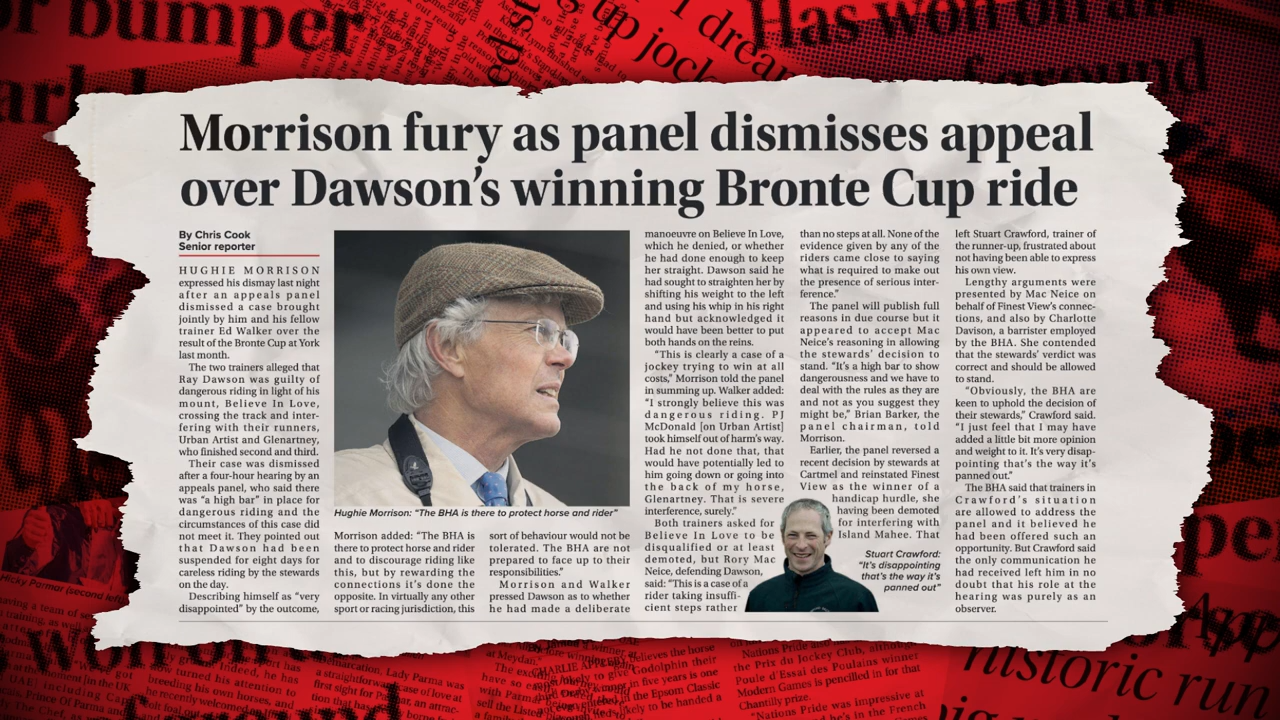 Morrison fury as panel dismisses appeal
over Dawson's winning Bronte Cup ride
By Chris Cook
Senior reporter
HUGHIE MORRISON
expressed his dismay last night
after an appeals panel
dismissed a case brought
jointly by him and his fellow
trainer Ed Walker over the
result of the Bronte Cup at York
last month.
The two trainers alleged that
Ray Dawson was guilty of
dangerous riding in light of his
mount, Believe In Love,
crossing the track and inter-
fering with their runners,
Urban Artist and Glenartney,
who finished second and third.
Their case was dismissed
after a four-hour hearing by an
appeals panel, who said there
was "a high bar" in place for
dangerous riding and the
circumstances of this case did
not meet it. They pointed out
that Dawson had been
suspended for eight days for
careless riding by the stewards
on the day.
Describing himself as "very
disappointed" by the outcome,
Hughie Morrison: "The BHA is there to protect horse and rider"
Morrison added: "The BHA is
there to protect horse and rider
and to discourage riding like
this, but by rewarding the
connections it's done the
opposite. In virtually any other
sport or racing jurisdiction, this
sort of behaviour would not be
tolerated. The BHA are not
prepared to face up to their
responsibilities."
Morrison and Walker
pressed Dawson as to whether
he had made a deliberate
manoeuvre on Believe In Love,
which he denied, or whether
he had done enough to keep
her straight. Dawson said he
had sought to straighten her by
shifting his weight to the left
and using his whip in his right
hand but acknowledged it
would have been better to put
both hands on the reins.
"This is clearly a case of a
jockey trying to win at all
costs," Morrison told the panel
in summing up. Walker added:
"I strongly believe this was
dangerous riding. PJ
McDonald [on Urban Artist]
took himself out of harm's way.
Had he not done that, that
would have potentially led to
him going down or going into
the back of my horse,
Glenartney. That is severe
interference, surely."
Both trainers asked for
Believe In Love to be
disqualified or at least
demoted, but Rory Mac
Neice, defending Dawson,
said: "This is a case of a
rider taking insuffi-
cient steps rather
than no steps at all. None of the
evidence given by any of the
riders came close to saying
what is required to make out
the presence of serious inter-
ference."
The panel will publish full
reasons in due course but it
appeared to accept Mac
Neice's reasoning in allowing
the stewards' decision to
stand. "It's a high bar to show
dangerousness and we have to
deal with the rules as they are
and not as you suggest they
might be," Brian Barker, the
panel chairman, told
Morrison.
Earlier, the panel reversed a
recent decision by stewards at
Cartmel and reinstated Finest
View as the winner of a
handicap hurdle, she
having been demoted
for interfering with
Island Mahee. That
Stuart Crawford:
"It's disappointing
that's the way it's
panned out"
left Stuart Crawford, trainer of
the runner-up, frustrated about
not having been able to express
his own view.
Lengthy arguments were
presented by Mac Neice on
behalf of Finest View's connec-
tions, and also by Charlotte
Davison, a barrister employed
by the BHA. She contended
that the stewards' verdict was
correct and should be allowed
to stand.
"Obviously, the BHA are
keen to uphold the decision of
their stewards," Crawford said.
"I just feel that I may have
added a little bit more opinion
and weight to it. It's very disap-
pointing that's the way it's
panned out."
The BHA said that trainers in
Crawford's situation
are allowed to address the
panel and it believed he
had been offered such an
opportunity. But Crawford said
the only communication he
had received left him in no
doubt that his role at the
hearing was purely as an
observer.